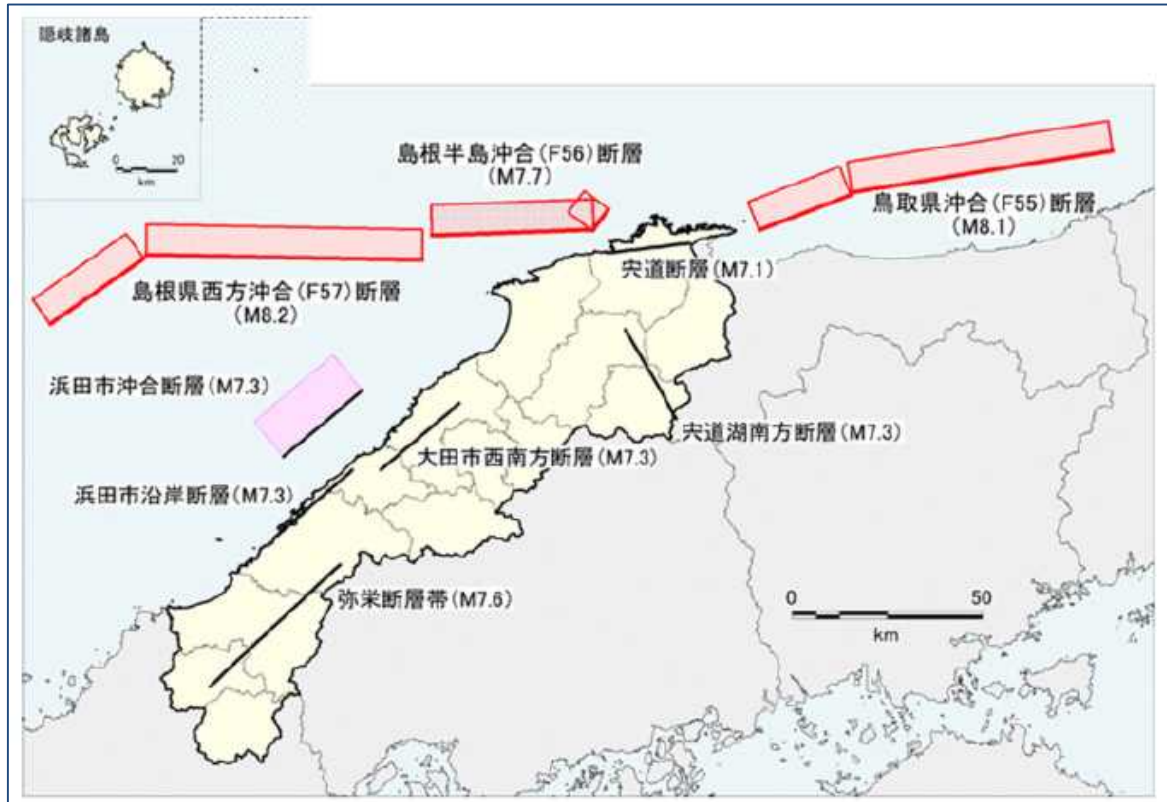 隠岐諸島
0 20
km
島根半島沖合(F56)断層
(M7.7)
鳥取県沖合(F55)断層
(M8.1)
宍道断層(M7.1)
島根県西方沖合(F57)断層
(M8.2)
浜田市沖合断層(M7.3)
宍道湖南方断層(M7.3)
大田市西南方断層(M7.3)
浜田市沿岸断層(M7.3)
弥栄断層帯(M7.6)
0 50
km